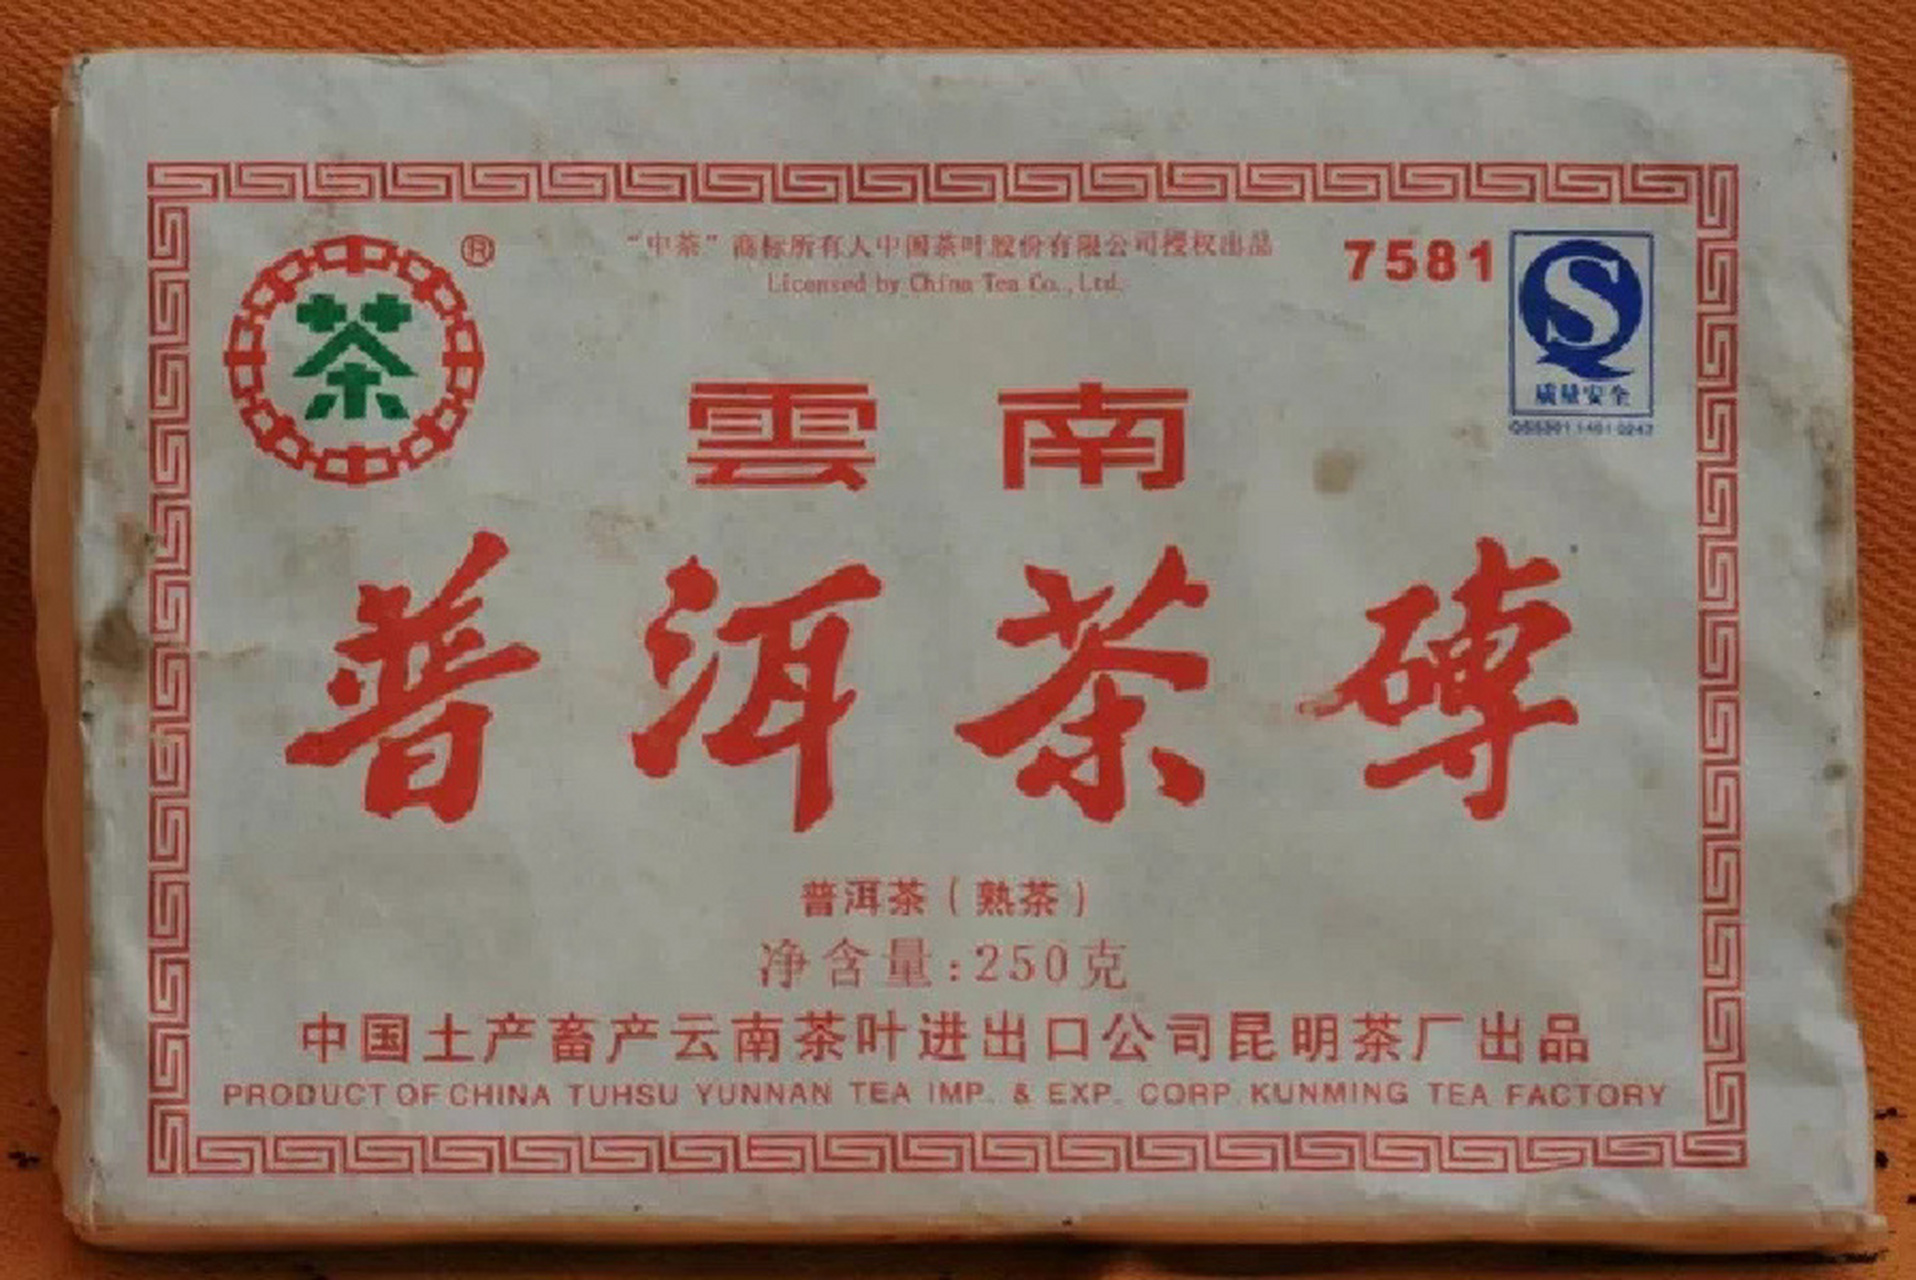 茶 ®
“中茶”商标所有人中国茶叶股份有限公司授权出品
Licensed by China Tea Co., Ltd.
7581
QS
质量安全
雲南
普洱茶磚
普洱茶(熟茶)
净含量:250克
中国土产畜产云南茶叶进出口公司昆明茶厂出品
PRODUCT OF CHINA TUHSU YUNNAN TEA IMP. & EXP. CORP. KUNMING TEA FACTORY